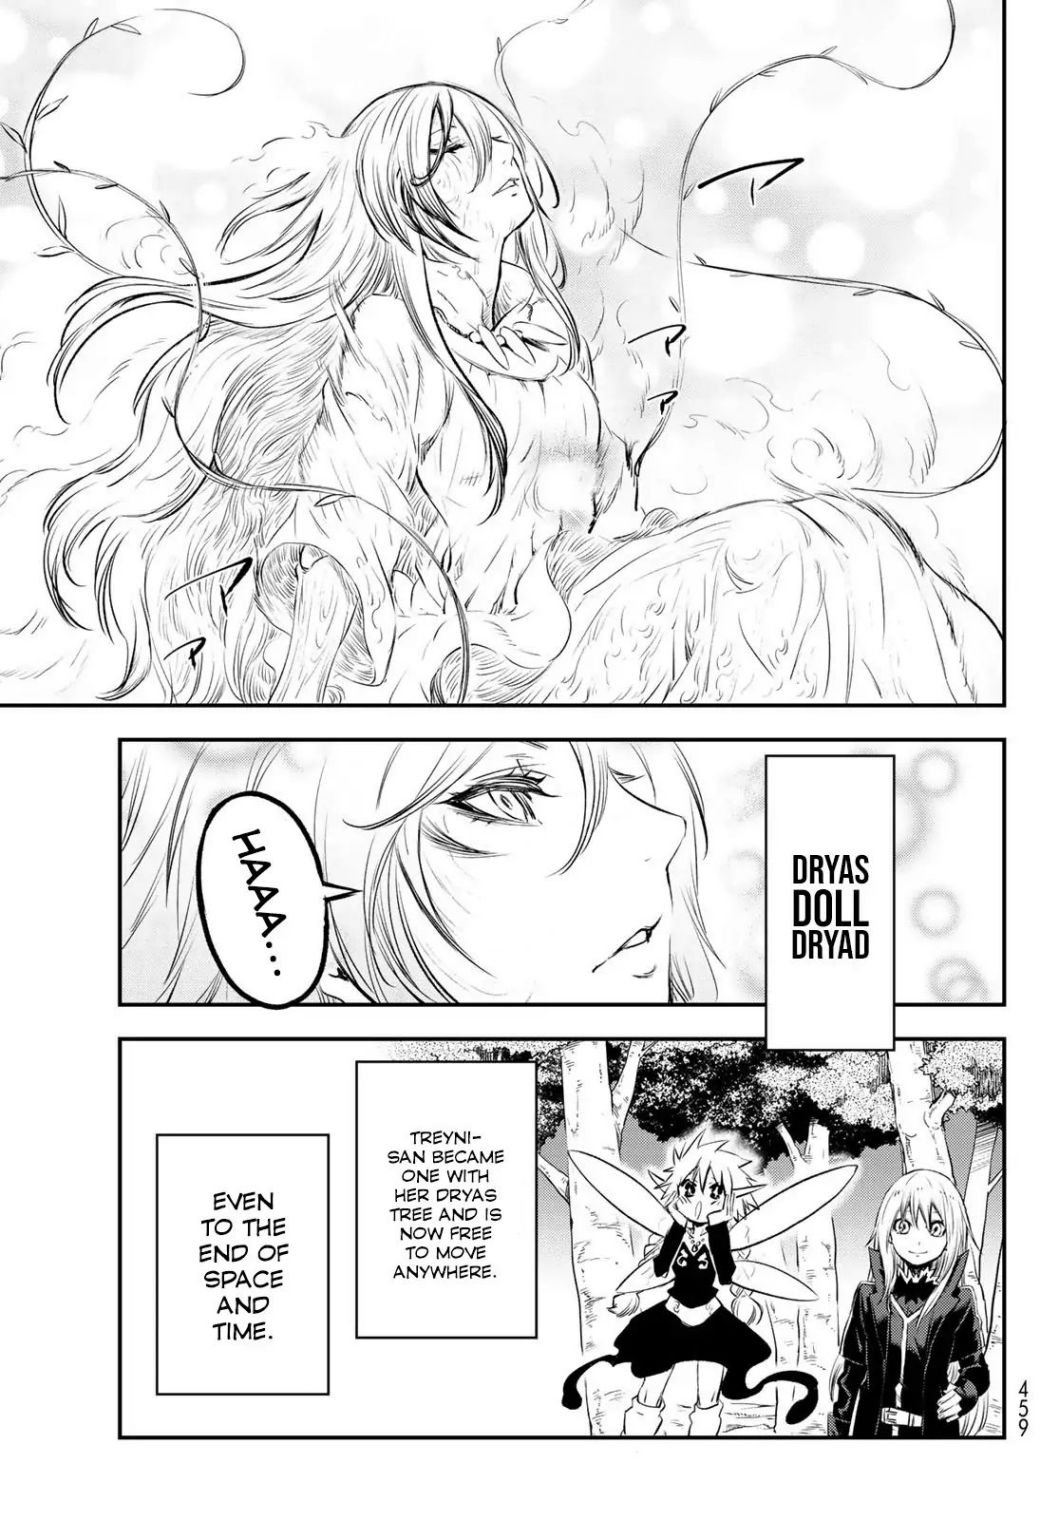 HAAA....
DRYAS
DOLL
DRYAD
TREYNI-
SAN BECAME
ONE WITH
HER DRYAS
TREE AND IS
NOW FREE
TO MOVE
ANYWHERE.
EVEN
TO THE
END OF
SPACE
AND
TIME.
459